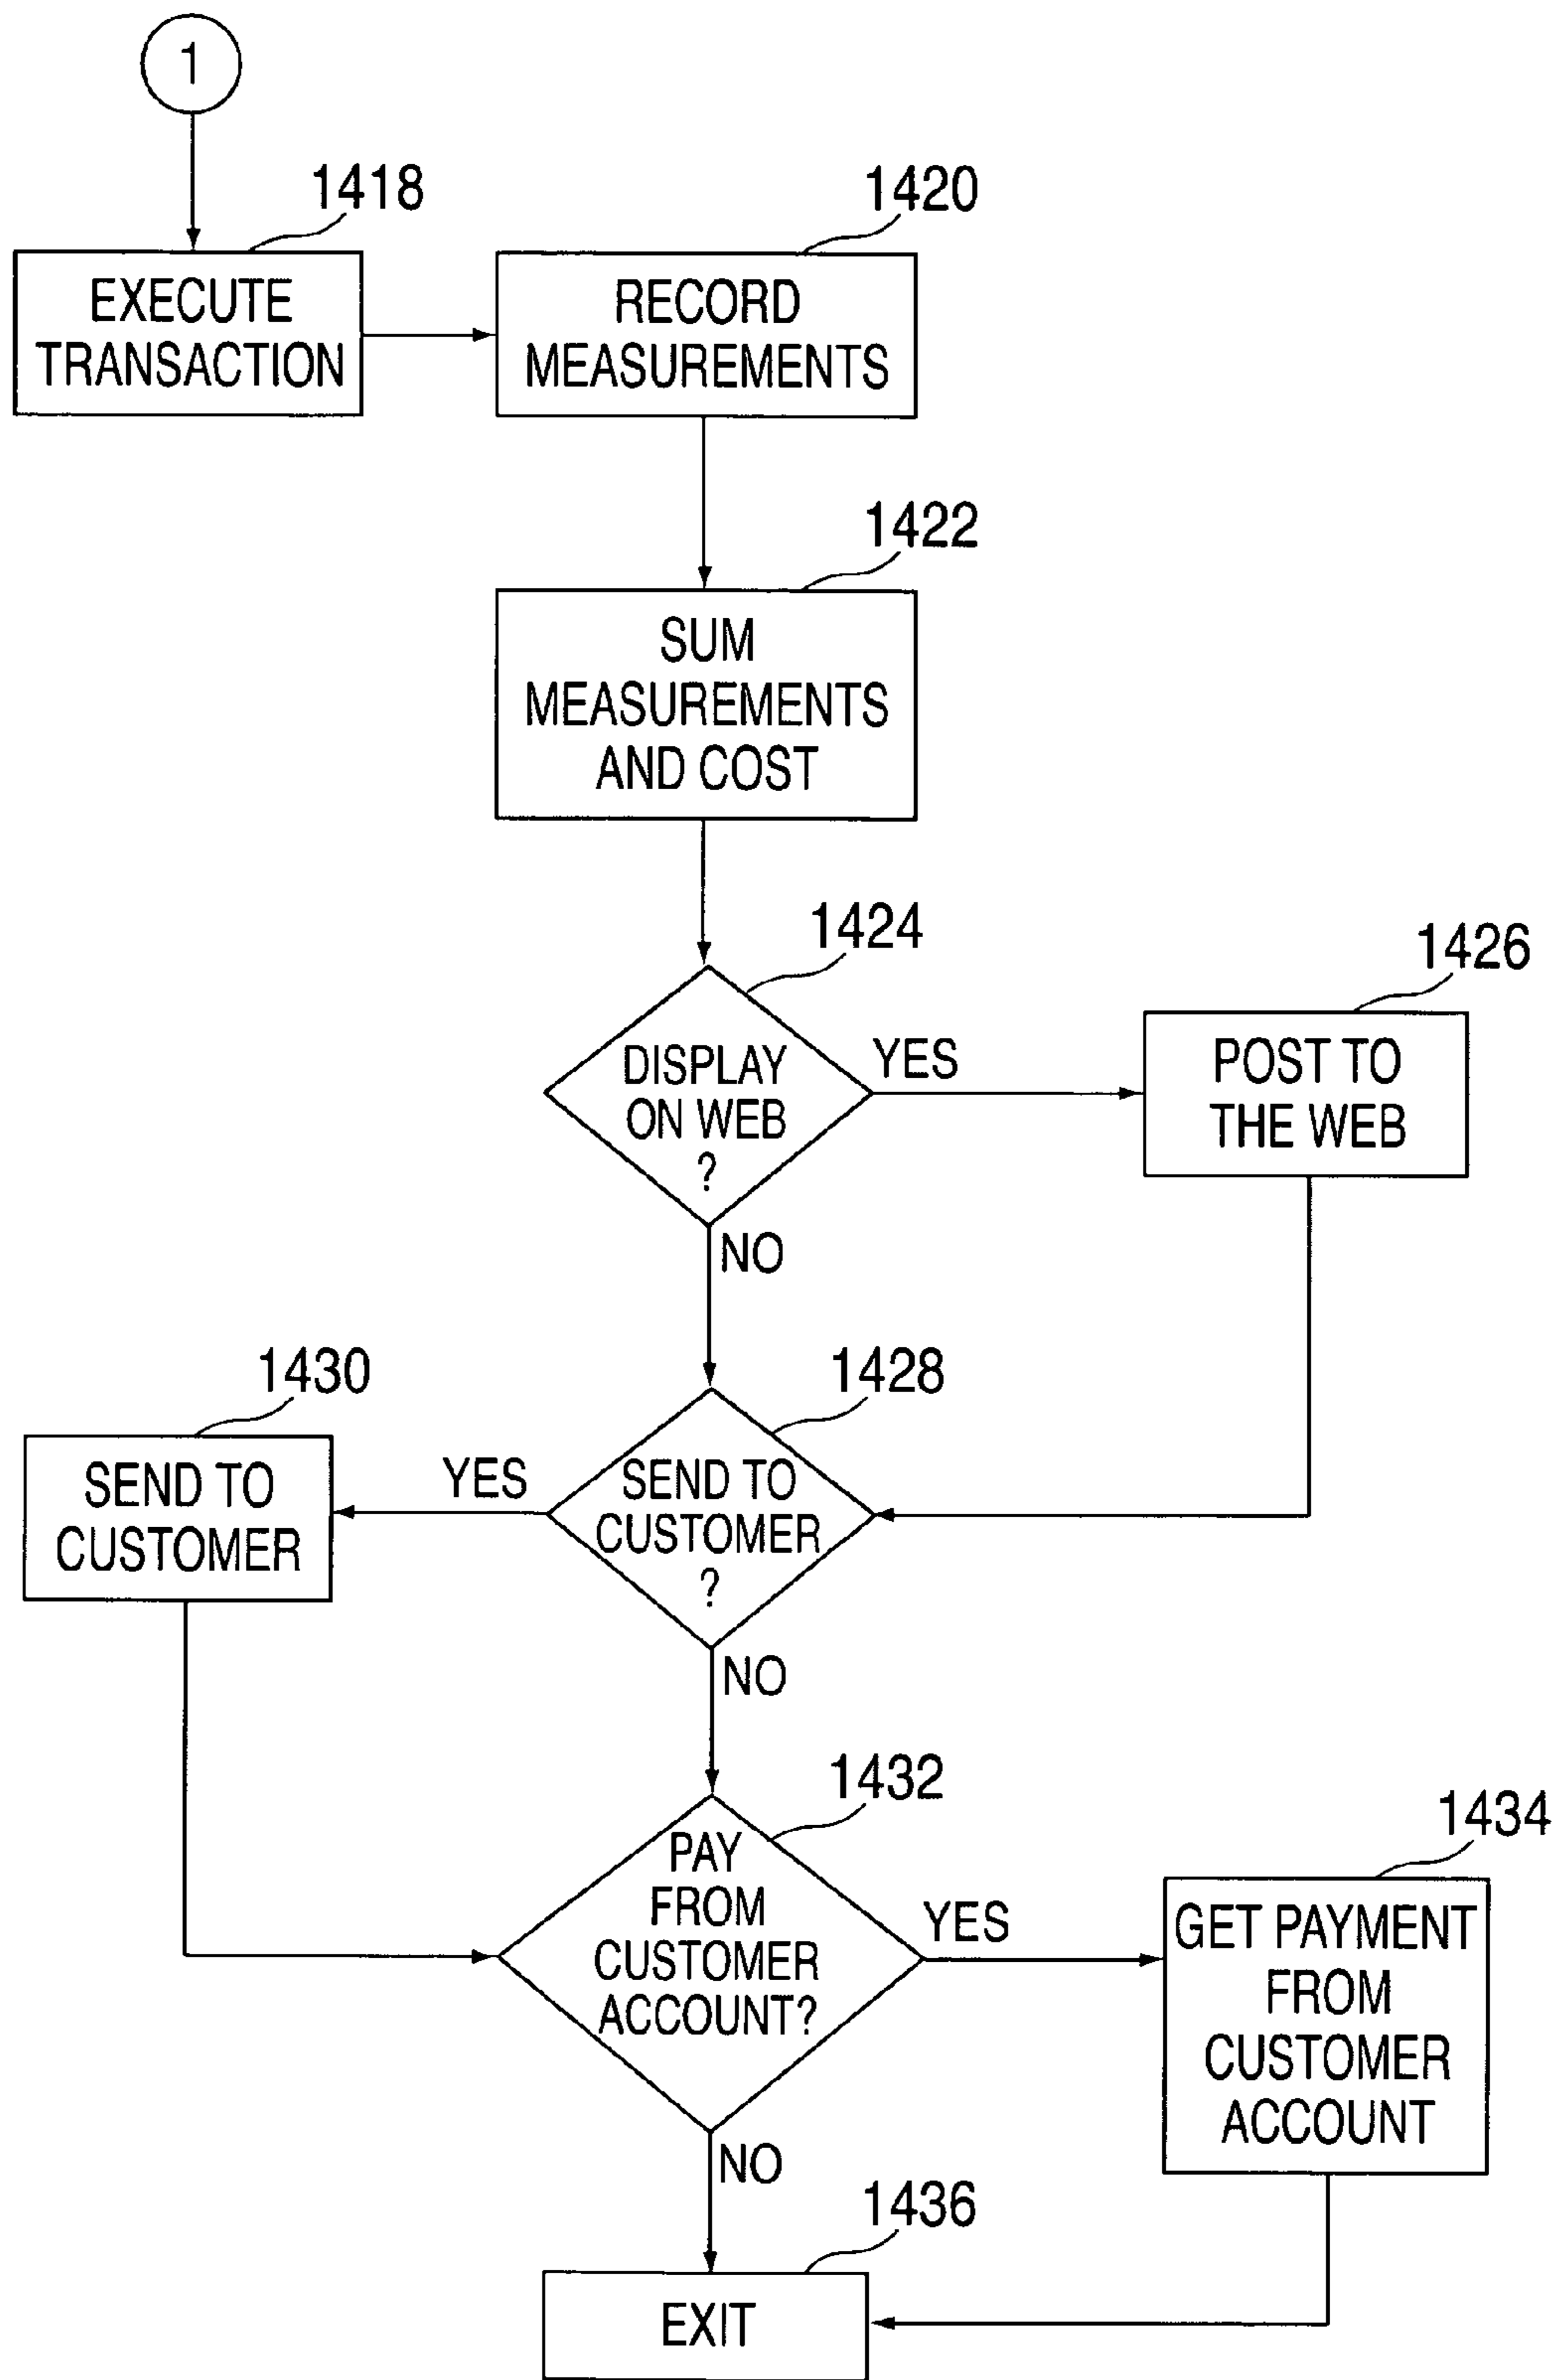 1
1418
EXECUTE
TRANSACTION
1420
RECORD
MEASUREMENTS
1422
SUM
MEASUREMENTS
AND COST
1424
DISPLAY
ON WEB
?
YES
NO
1426
POST TO
THE WEB
1428
SEND TO
CUSTOMER
?
YES
NO
1430
SEND TO
CUSTOMER
1432
PAY
FROM
CUSTOMER
ACCOUNT?
YES
NO
1434
GET PAYMENT
FROM
CUSTOMER
ACCOUNT
1436
EXIT